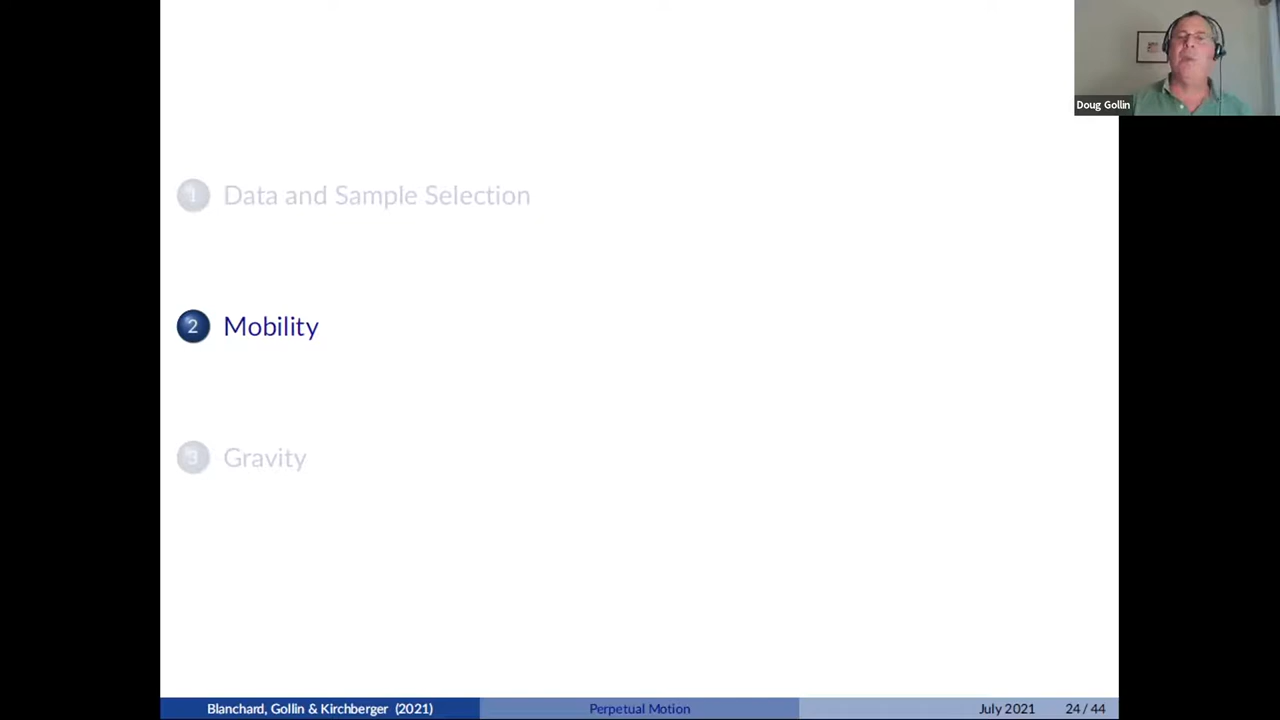 Doug Gollin
1 Data and Sample Selection
2 Mobility
3 Gravity
Blanchard, Gollin & Kirchberger (2021) Perpetual Motion July 2021 24 / 44